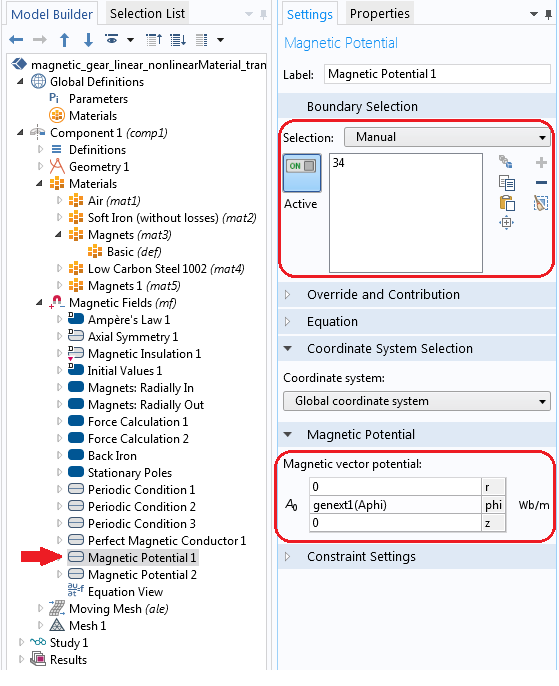 Model Builder
Selection List
magnetic_gear_linear_nonlinearMaterial_tran
Global Definitions
Pi Parameters
Materials
Component 1 (comp1)
Definitions
Geometry 1
Materials
Air (mat1)
Soft Iron (without losses) (mat2)
Magnets (mat3)
Basic (def)
Low Carbon Steel 1002 (mat4)
Magnets 1 (mat5)
Magnetic Fields (mf)
D Ampère's Law 1
D Axial Symmetry 1
D Magnetic Insulation 1
D Initial Values 1
Magnets: Radially In
Magnets: Radially Out
Force Calculation 1
Force Calculation 2
Back Iron
Stationary Poles
Periodic Condition 1
Periodic Condition 2
Periodic Condition 3
Perfect Magnetic Conductor 1
Magnetic Potential 1
Magnetic Potential 2
Equation View
Moving Mesh (ale)
Mesh 1
Study 1
Results
Settings
Properties
Magnetic Potential
Label: Magnetic Potential 1
Boundary Selection
Selection: Manual
ON
Active
34
Override and Contribution
Equation
Coordinate System Selection
Coordinate system:
Global coordinate system
Magnetic Potential
Magnetic vector potential:
0 r
A0 genext1(Aphi) phi Wb/m
0 z
Constraint Settings